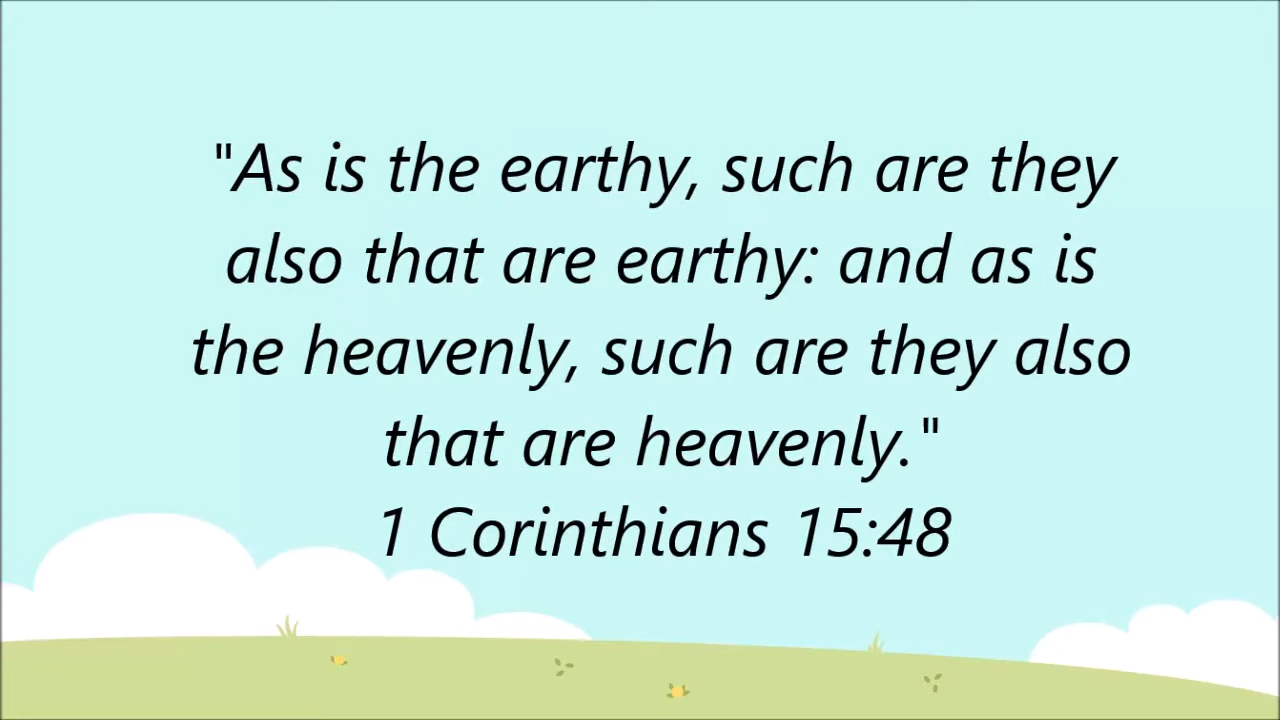 "As is the earthy, such are they
also that are earthy: and as is
the heavenly, such are they also
that are heavenly."
1 Corinthians 15:48